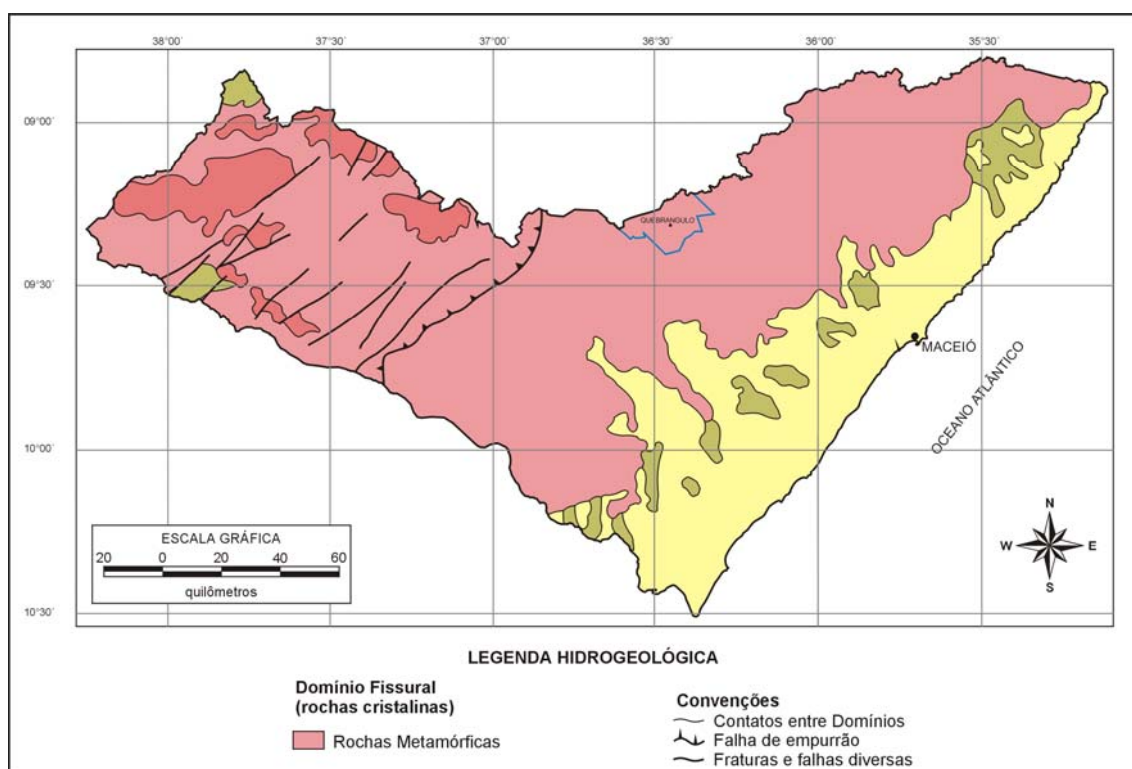 38°00' 37°30' 37°00' 36°30' 36°00' 35°30'
09°00'
09°30'
10°00'
10°30'
QUEBRANGULO
MACEIÓ
OCEANO ATLÂNTICO
ESCALA GRÁFICA
20 0 20 40 60
quilômetros
N
W E
S
LEGENDA HIDROGEOLÓGICA
Domínio Fissural
(rochas cristalinas)
Rochas Metamórficas
Convenções
Contatos entre Domínios
Falha de empurrão
Fraturas e falhas diversas